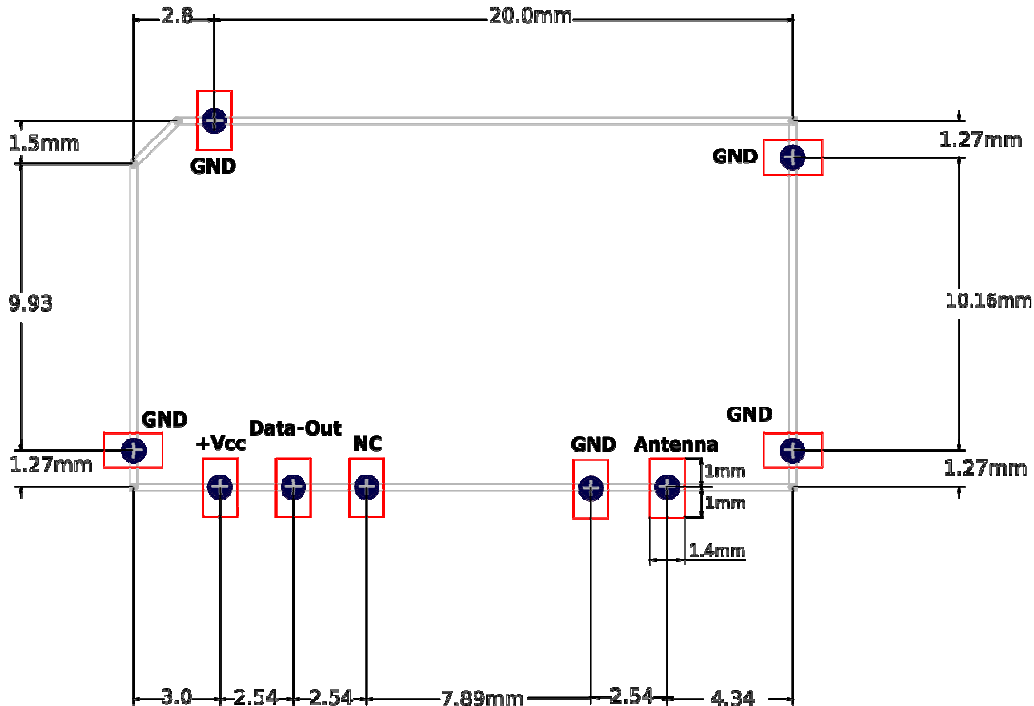 2.8
20.0mm
1.5mm
1.27mm
GND
GND
9.93
10.16mm
GND
+Vcc
Data-Out
NC
GND
Antenna
GND
1.27mm
1mm
1.27mm
1mm
1.4mm
3.0
2.54
2.54
7.89mm
2.54
4.34